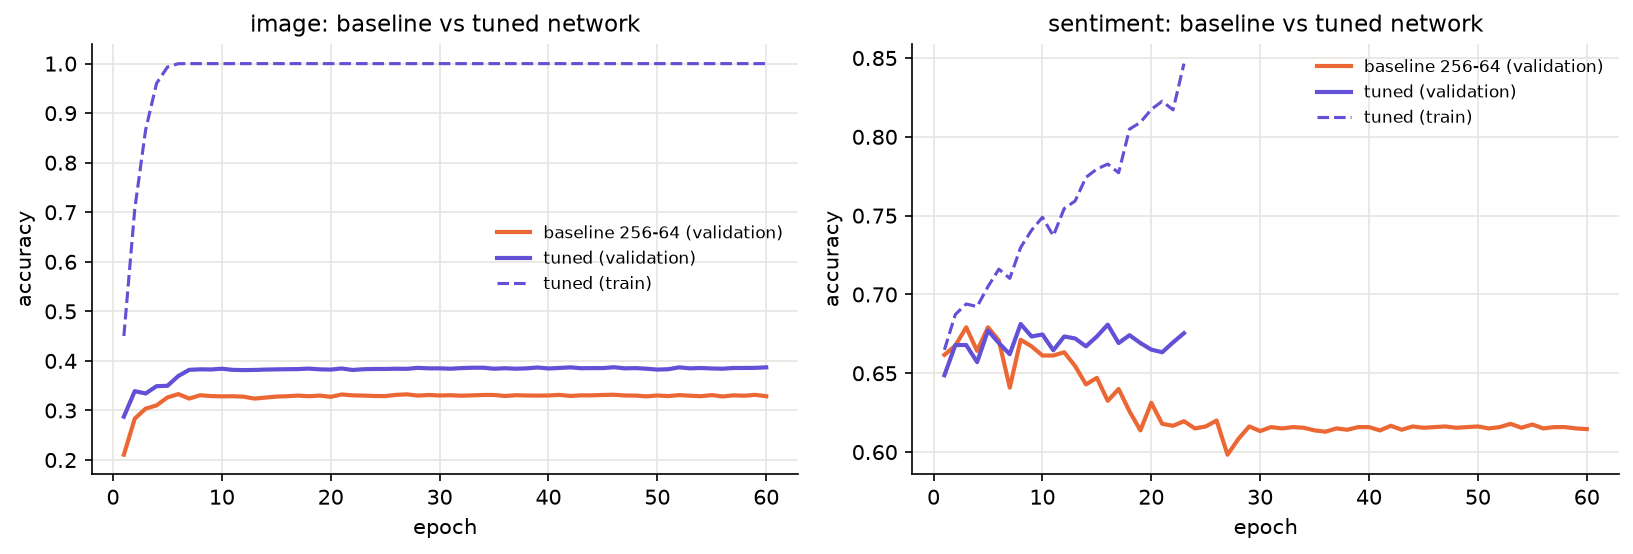 image: baseline vs tuned network
accuracy
1.0
0.9
0.8
0.7
0.6
0.5
0.4
0.3
0.2
baseline 256-64 (validation)
tuned (validation)
tuned (train)
0 10 20 30 40 50 60
epoch
sentiment: baseline vs tuned network
accuracy
0.85
0.80
0.75
0.70
0.65
0.60
baseline 256-64 (validation)
tuned (validation)
tuned (train)
0 10 20 30 40 50 60
epoch